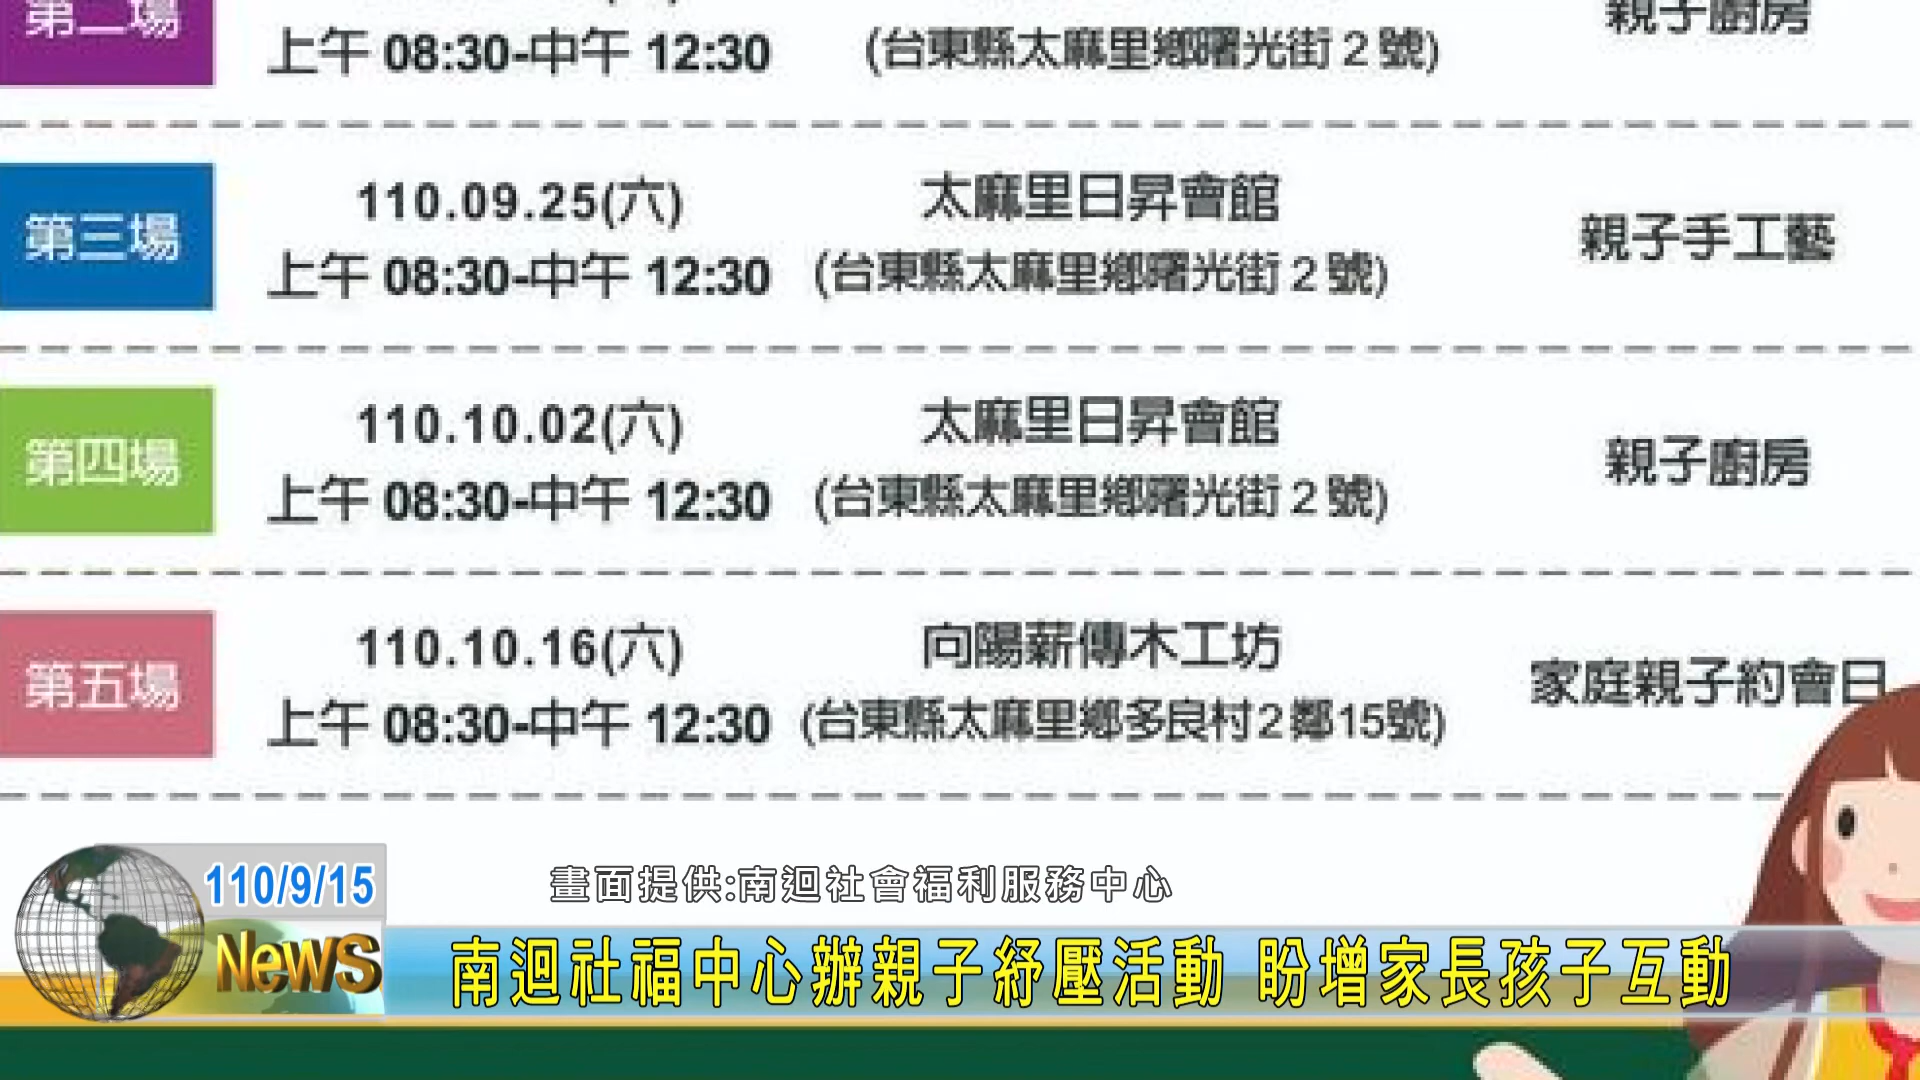 第二場
親子廚房
上午 08:30-中午 12:30
(台東縣太麻里鄉曙光街 2 號)
第三場
110.09.25(六)
太麻里日昇會館
親子手工藝
上午 08:30-中午 12:30
(台東縣太麻里鄉曙光街 2 號)
第四場
110.10.02(六)
太麻里日昇會館
親子廚房
上午 08:30-中午 12:30
(台東縣太麻里鄉曙光街 2 號)
第五場
110.10.16(六)
向陽薪傳木工坊
家庭親子約會日
上午 08:30-中午 12:30
(台東縣太麻里鄉多良村2鄰15號)
110/9/15
畫面提供:南迴社會福利服務中心
NewS
南迴社福中心辦親子紓壓活動 盼增家長孩子互動